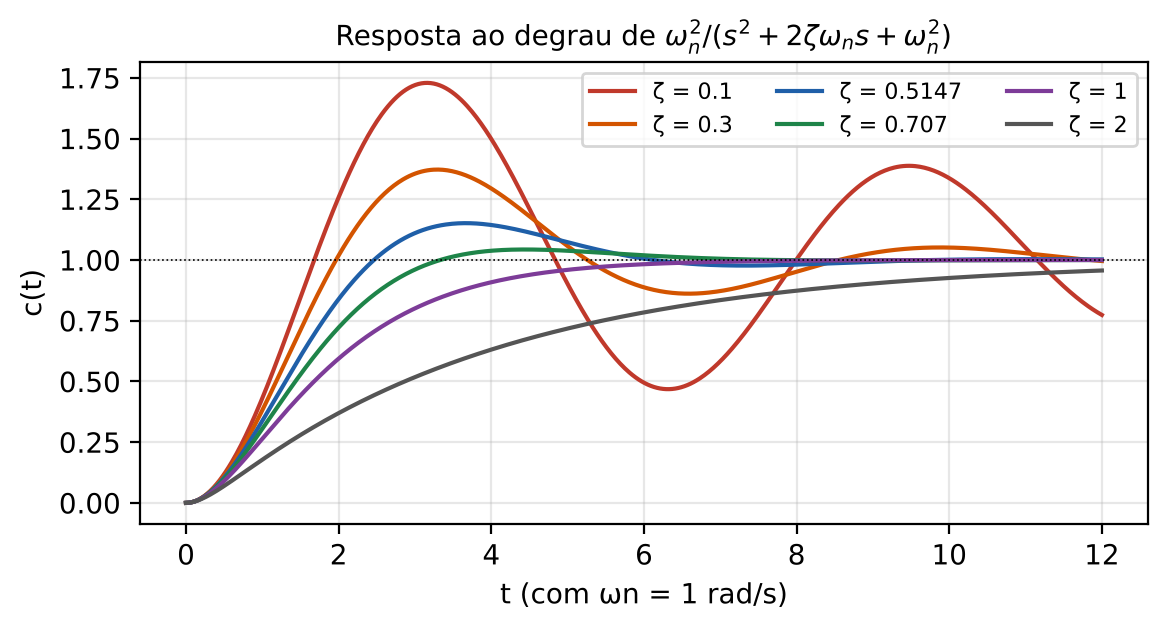 Resposta ao degrau de ωₙ²/(s² + 2ζωₙs + ωₙ²)
ζ = 0.1
ζ = 0.3
ζ = 0.5147
ζ = 0.707
ζ = 1
ζ = 2
c(t)
1.75
1.50
1.25
1.00
0.75
0.50
0.25
0.00
0 2 4 6 8 10 12
t (com ωn = 1 rad/s)